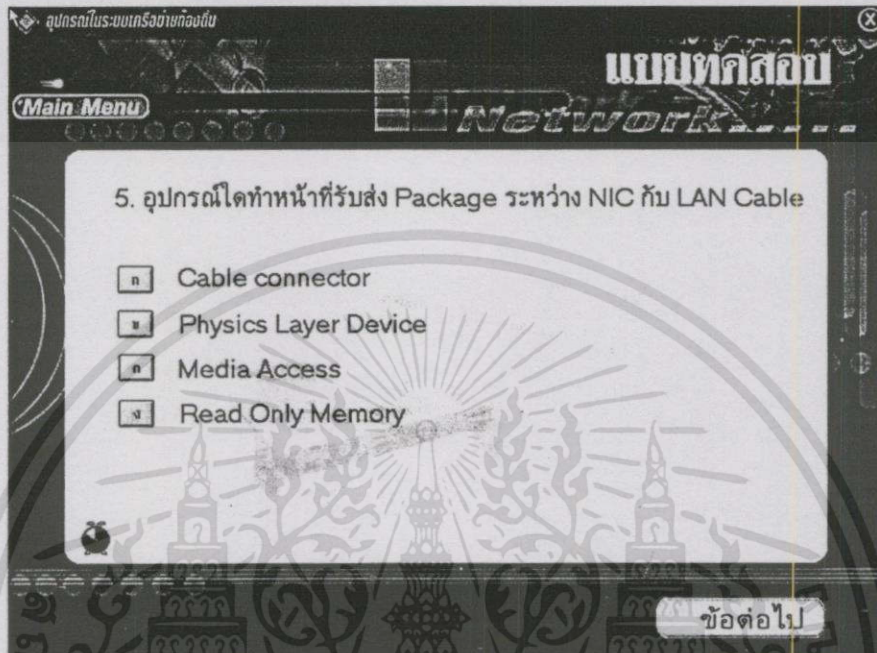 อุปกรณ์ในระบบเครือข่ายท้องถิ่น
แบบทดสอบ
Main Menu
Network
5. อุปกรณ์ใดทำหน้าที่รับส่ง Package ระหว่าง NIC กับ LAN Cable
ก Cable connector
ข Physics Layer Device
ค Media Access
ง Read Only Memory
ข้อต่อไป